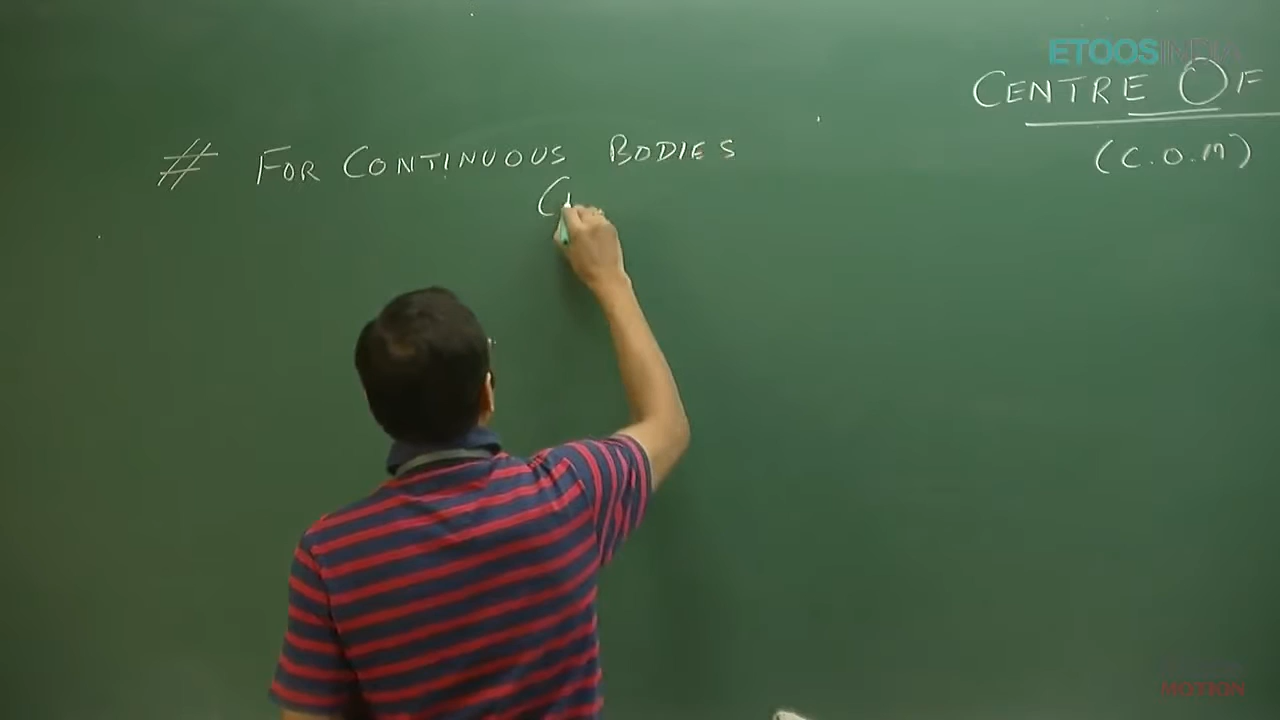 ETOOSINDIA
CENTRE OF
(C.O.M)
# FOR CONTINUOUS BODIES
(
MOTION